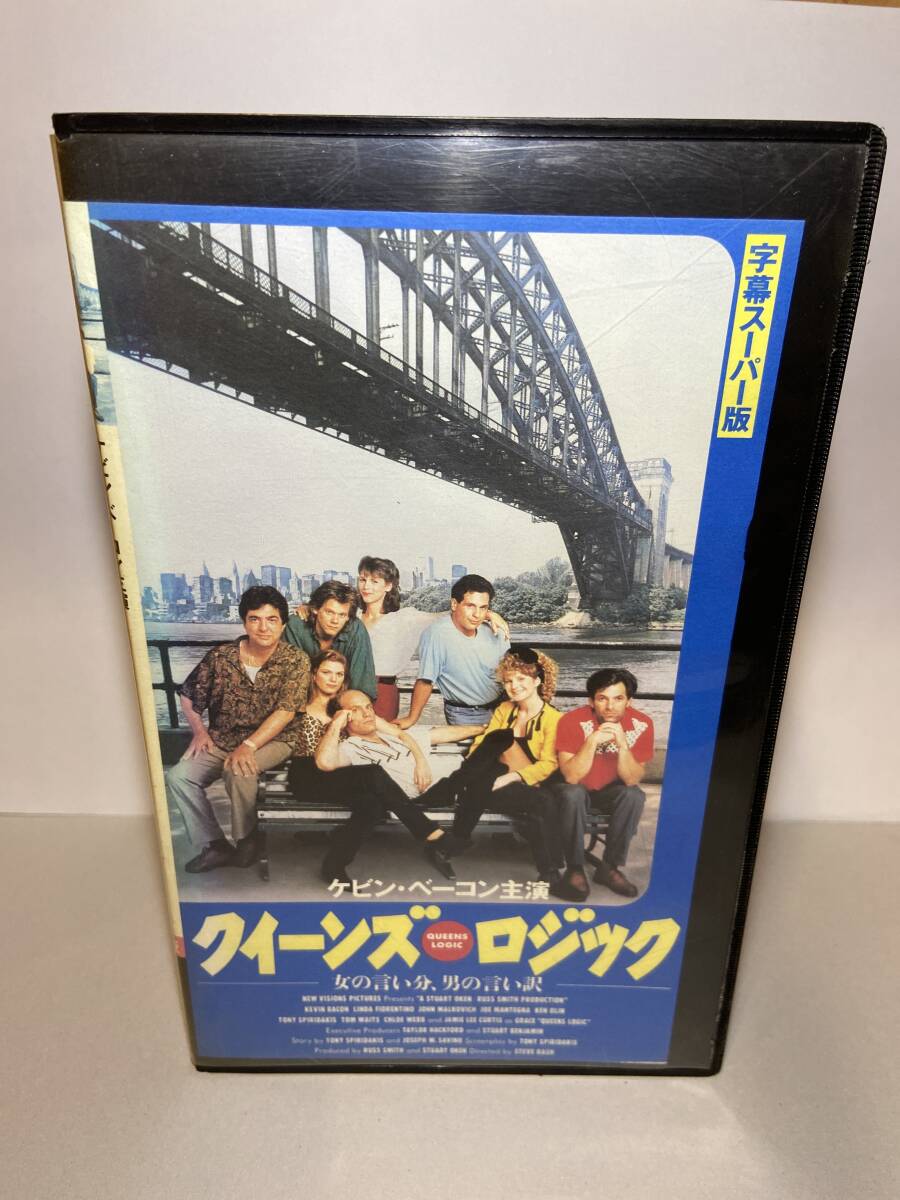 字幕スーパー版
ケビン・ベーコン主演
クイーンズ・ロジック
QUEENS
LOGIC
女の言い分、男の言い訳
NEW VISIONS PICTURES Presents "A STUART OKEN RUSS SMITH PRODUCTION"
KEVIN BACON LINDA FIORENTINO JOHN MALKOVICH JOE MANTEGNA KEN OLIN
TONY SPIRIDAKIS TOM WAITS CHLOE WEBB and JAMIE LEE CURTIS as GRACE "QUEENS LOGIC"
Executive Producers TAYLOR HACKFORD and STUART BENJAMIN
Story by TONY SPIRIDAKIS and JOSEPH W. SAVINO Screenplay by TONY SPIRIDAKIS
Produced by RUSS SMITH and STUART OKEN Directed by STEVE RASH